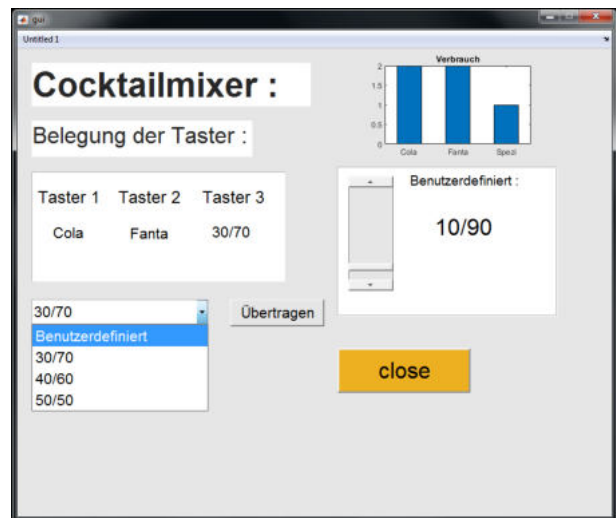 gui
Untitled 1
Cocktailmixer :
Belegung der Taster :
Taster 1 Taster 2 Taster 3
Cola Fanta 30/70
30/70
Übertragen
Benutzerdefiniert
30/70
40/60
50/50
Verbrauch
2
1.5
1
0.5
0
Cola Fanta Spezi
Benutzerdefiniert :
10/90
close